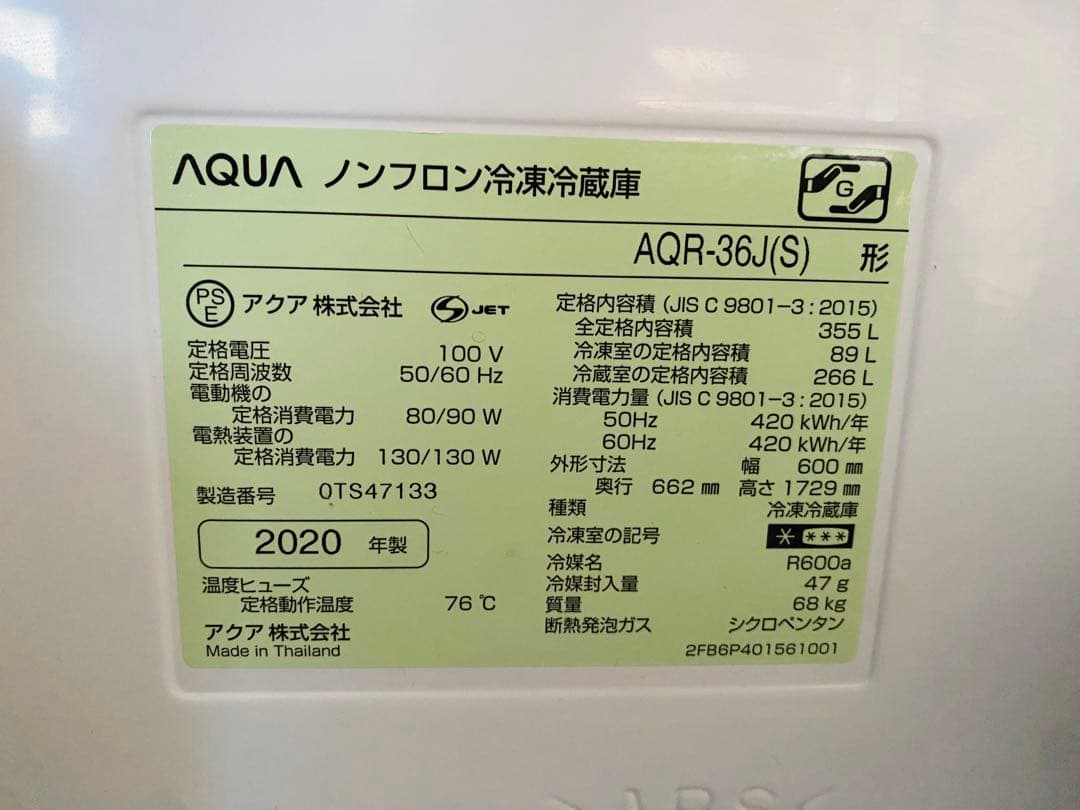 AQUA ノンフロン冷凍冷蔵庫
G
AQR-36J(S) 形
PS E アクア 株式会社 S JET
定格電圧 100 V
定格周波数 50/60 Hz
電動機の
定格消費電力 80/90 W
電熱装置の
定格消費電力 130/130 W
製造番号 0TS47133
2020 年製
温度ヒューズ
定格動作温度 76 ℃
アクア 株式会社
Made in Thailand
定格内容積 (JIS C 9801-3 : 2015)
全定格内容積 355 L
冷凍室の定格内容積 89 L
冷蔵室の定格内容積 266 L
消費電力量 (JIS C 9801-3 : 2015)
50Hz 420 kWh/年
60Hz 420 kWh/年
外形寸法 幅 600 mm
奥行 662 mm 高さ 1729 mm
種類 冷凍冷蔵庫
冷凍室の記号 * ***
冷媒名 R600a
冷媒封入量 47 g
質量 68 kg
断熱発泡ガス シクロペンタン
2FB6P401561001
>ABS<